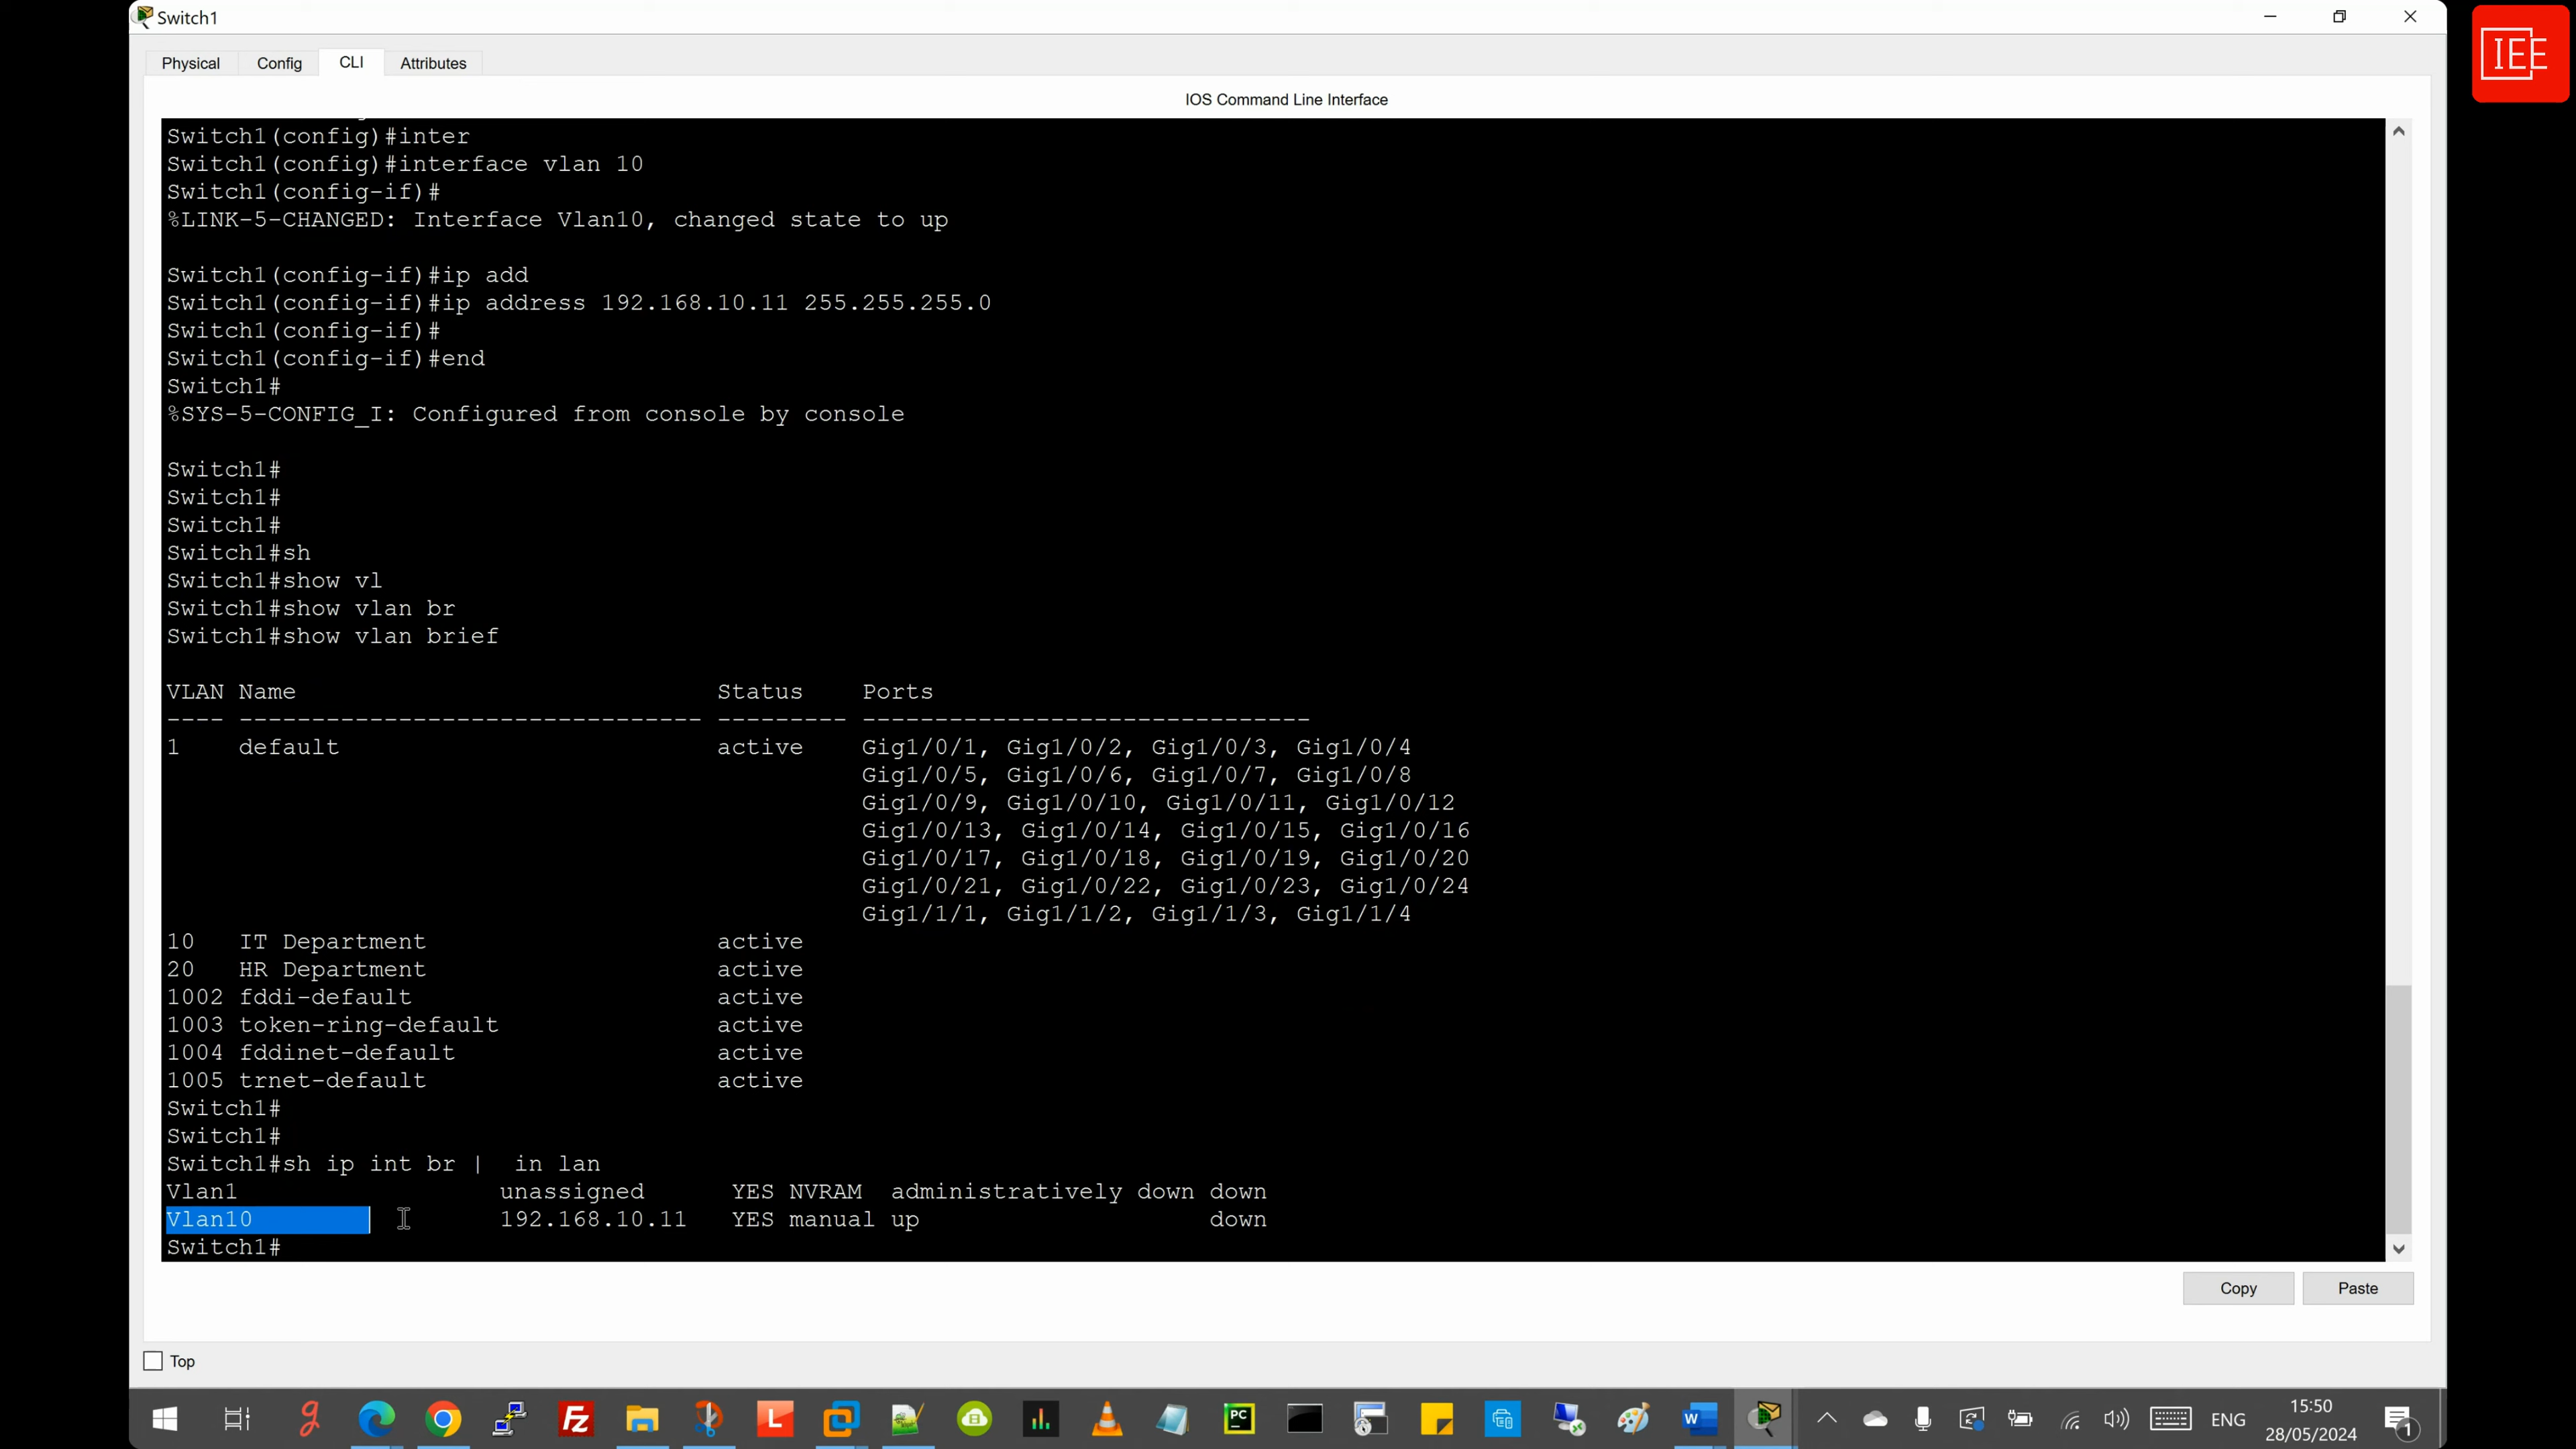 Switch1
IEE
Physical Config CLI Attributes
IOS Command Line Interface
Switch1(config)#inter
Switch1(config)#interface vlan 10
Switch1(config-if)#
%LINK-5-CHANGED: Interface Vlan10, changed state to up
Switch1(config-if)#ip add
Switch1(config-if)#ip address 192.168.10.11 255.255.255.0
Switch1(config-if)#
Switch1(config-if)#end
Switch1#
%SYS-5-CONFIG_I: Configured from console by console
Switch1#
Switch1#
Switch1#
Switch1#sh
Switch1#show vl
Switch1#show vlan br
Switch1#show vlan brief
VLAN Name Status Ports
---- -------------------------------- --------- -------------------------------
1 default active Gig1/0/1, Gig1/0/2, Gig1/0/3, Gig1/0/4
Gig1/0/5, Gig1/0/6, Gig1/0/7, Gig1/0/8
Gig1/0/9, Gig1/0/10, Gig1/0/11, Gig1/0/12
Gig1/0/13, Gig1/0/14, Gig1/0/15, Gig1/0/16
Gig1/0/17, Gig1/0/18, Gig1/0/19, Gig1/0/20
Gig1/0/21, Gig1/0/22, Gig1/0/23, Gig1/0/24
Gig1/1/1, Gig1/1/2, Gig1/1/3, Gig1/1/4
10 IT Department active
20 HR Department active
1002 fddi-default active
1003 token-ring-default active
1004 fddinet-default active
1005 trnet-default active
Switch1#
Switch1#
Switch1#sh ip int br | in lan
Vlan1 unassigned YES NVRAM administratively down down
Vlan10 192.168.10.11 YES manual up down
Switch1#
Copy Paste
Top
ENG
15:50
28/05/2024
1